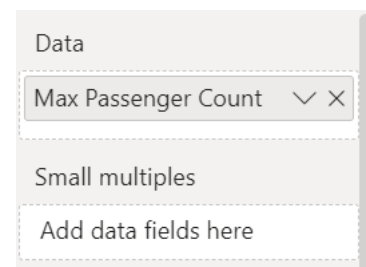 Data
Max Passenger Count
Small multiples
Add data fields here